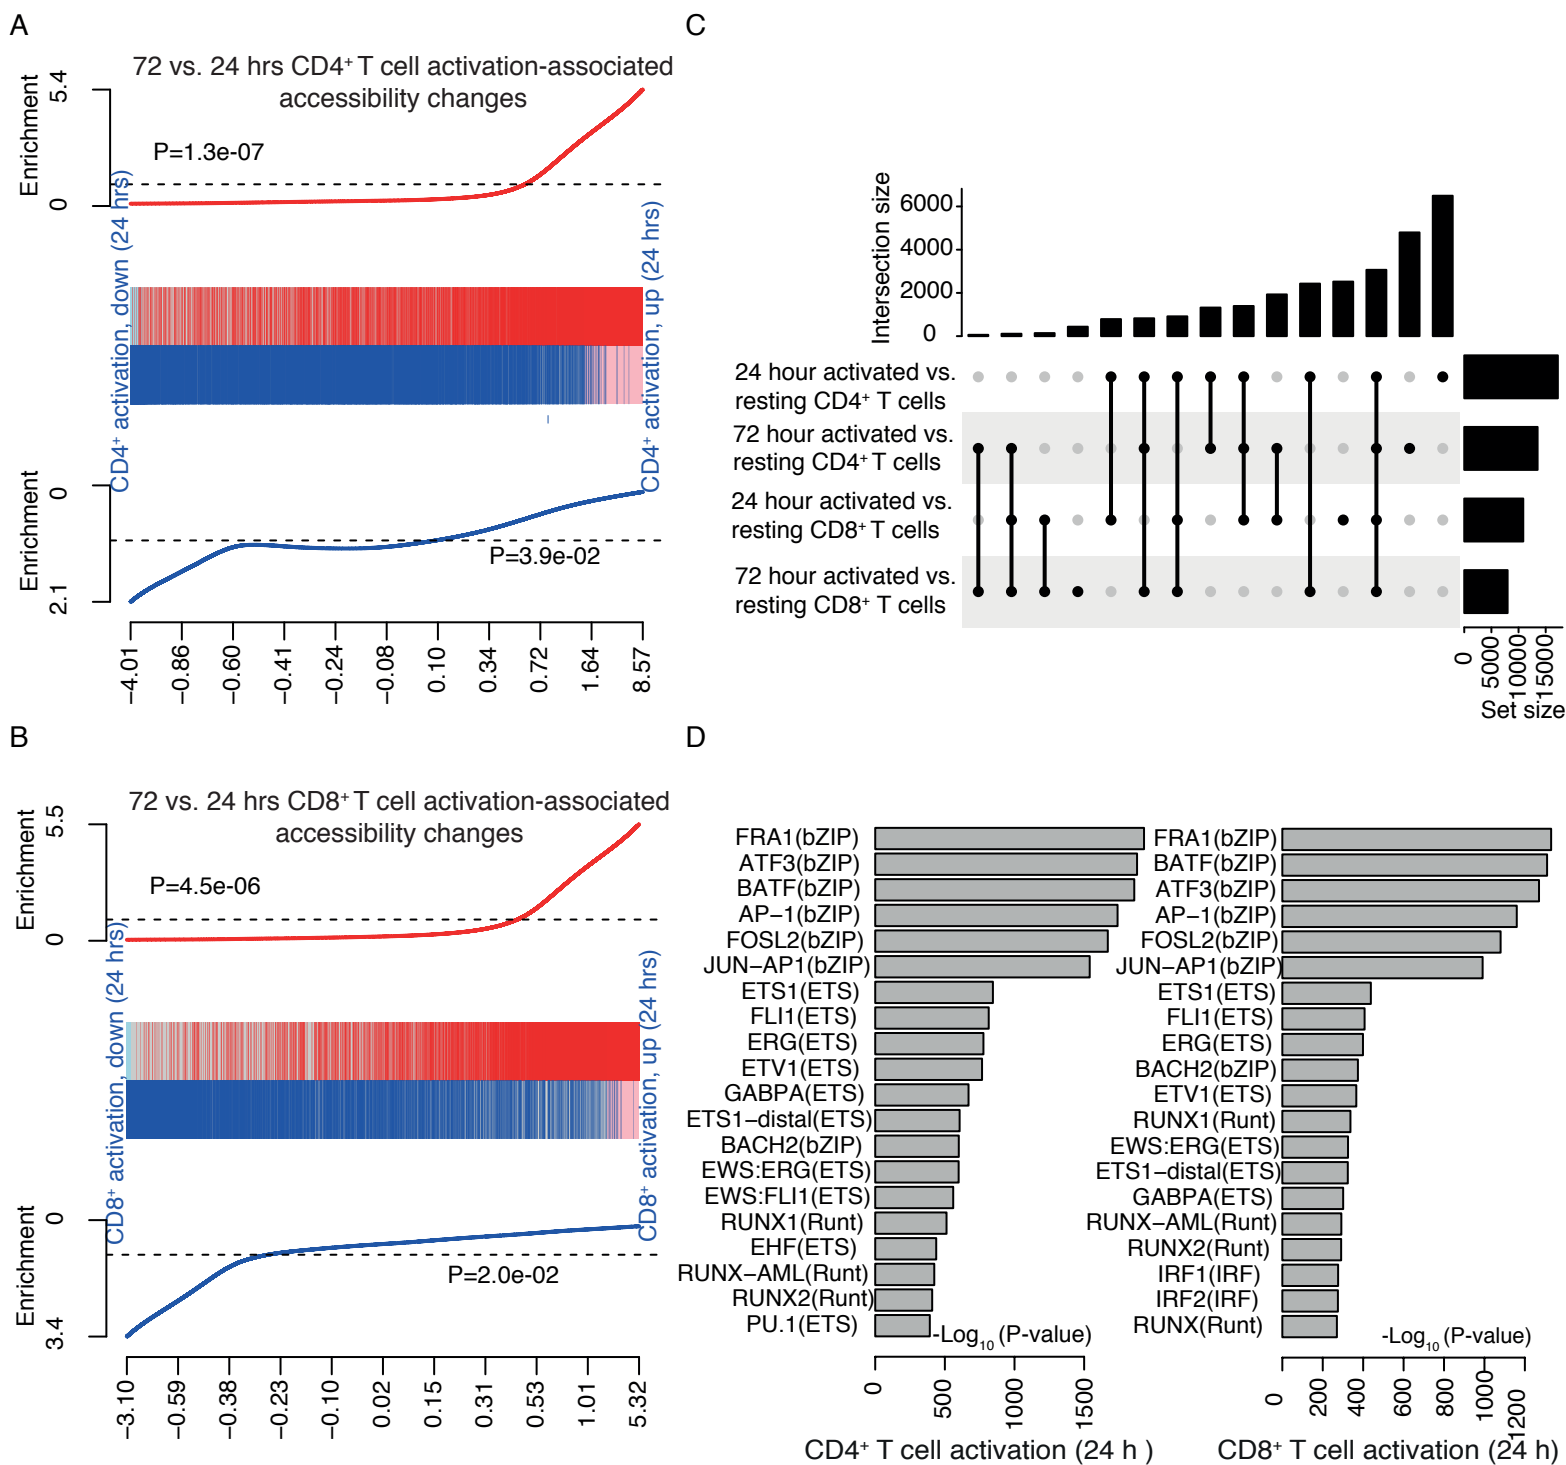 A
72 vs. 24 hrs CD4+ T cell activation-associated
accessibility changes
Enrichment
5.4
0
P=1.3e-07
CD4+ activation, down (24 hrs)
CD4+ activation, up (24 hrs)
Enrichment
0
2.1
P=3.9e-02
−4.01
−0.86
−0.60
−0.41
−0.24
−0.08
0.10
0.34
0.72
1.64
8.57
B
72 vs. 24 hrs CD8+ T cell activation-associated
accessibility changes
Enrichment
5.5
0
P=4.5e-06
CD8+ activation, down (24 hrs)
CD8+ activation, up (24 hrs)
Enrichment
0
3.4
P=2.0e-02
−3.10
−0.59
−0.38
−0.23
−0.10
0.02
0.15
0.31
0.53
1.01
5.32
C
Intersection size
6000
4000
2000
0
24 hour activated vs.
resting CD4+ T cells
72 hour activated vs.
resting CD4+ T cells
24 hour activated vs.
resting CD8+ T cells
72 hour activated vs.
resting CD8+ T cells
0
5000
10000
15000
Set size
D
FRA1(bZIP)
ATF3(bZIP)
BATF(bZIP)
AP−1(bZIP)
FOSL2(bZIP)
JUN−AP1(bZIP)
ETS1(ETS)
FLI1(ETS)
ERG(ETS)
ETV1(ETS)
GABPA(ETS)
ETS1−distal(ETS)
BACH2(bZIP)
EWS:ERG(ETS)
EWS:FLI1(ETS)
RUNX1(Runt)
EHF(ETS)
RUNX−AML(Runt)
RUNX2(Runt)
PU.1(ETS)
-Log10 (P-value)
0
500
1000
1500
CD4+ T cell activation (24 h )
FRA1(bZIP)
BATF(bZIP)
ATF3(bZIP)
AP−1(bZIP)
FOSL2(bZIP)
JUN−AP1(bZIP)
ETS1(ETS)
FLI1(ETS)
ERG(ETS)
BACH2(bZIP)
ETV1(ETS)
RUNX1(Runt)
EWS:ERG(ETS)
ETS1−distal(ETS)
GABPA(ETS)
RUNX−AML(Runt)
RUNX2(Runt)
IRF1(IRF)
IRF2(IRF)
RUNX(Runt)
-Log10 (P-value)
0
200
400
600
800
1000
1200
CD8+ T cell activation (24 h)